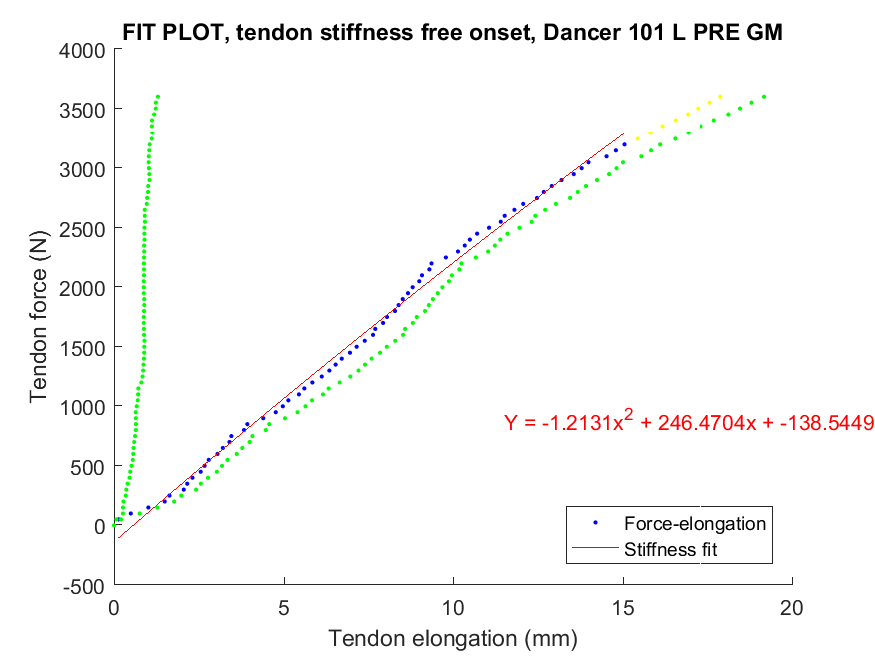 FIT PLOT, tendon stiffness free onset, Dancer 101 L PRE GM
4000
3500
3000
2500
2000
1500
1000
500
0
-500
Tendon force (N)
Y = -1.2131x² + 246.4704x + -138.5449
Force-elongation
Stiffness fit
0
5
10
15
20
Tendon elongation (mm)